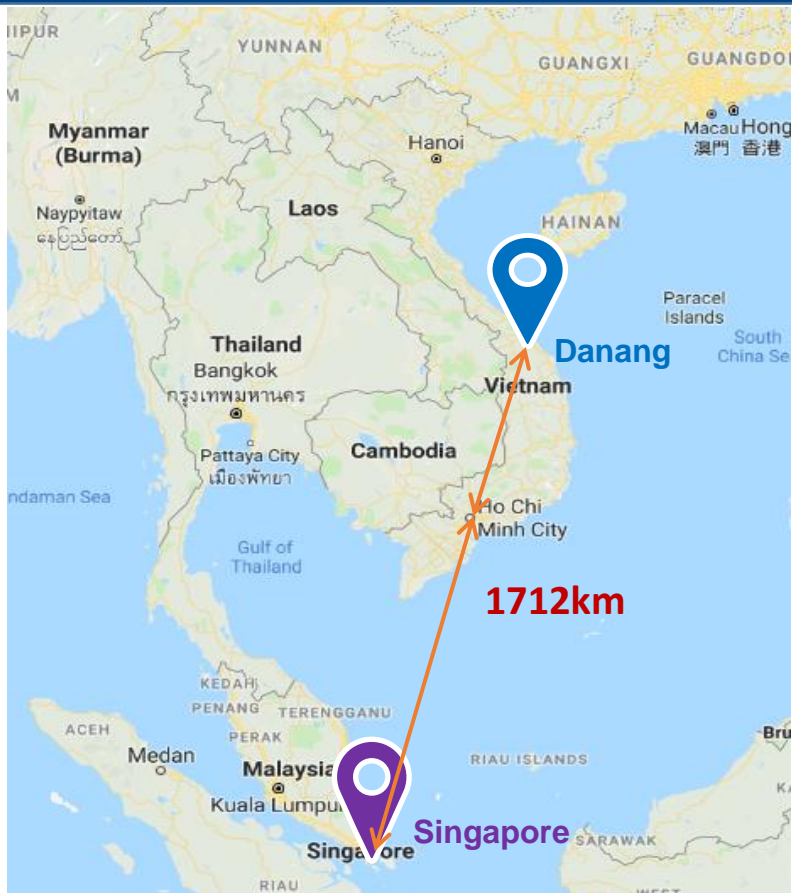 NIPUR
YUNNAN
GUANGXI
GUANGDO
M
Myanmar
(Burma)
Macau Hong
澳門 香港
Hanoi
Naypyitaw
နေပြည်တော်
Laos
HAINAN
Paracel
Islands
South
China Se
Thailand
Danang
Bangkok
กรุงเทพมหานคร
Vietnam
Cambodia
Pattaya City
เมืองพัทยา
ndaman Sea
Ho Chi
Minh City
Gulf of
Thailand
1712km
KEDAH
PENANG
TERENGGANU
ACEH
PERAK
Bru
Medan
RIAU ISLANDS
Malaysia
KA
Kuala Lumpur
Singapore
SARAWAK
Singapore
RIAU
WEST